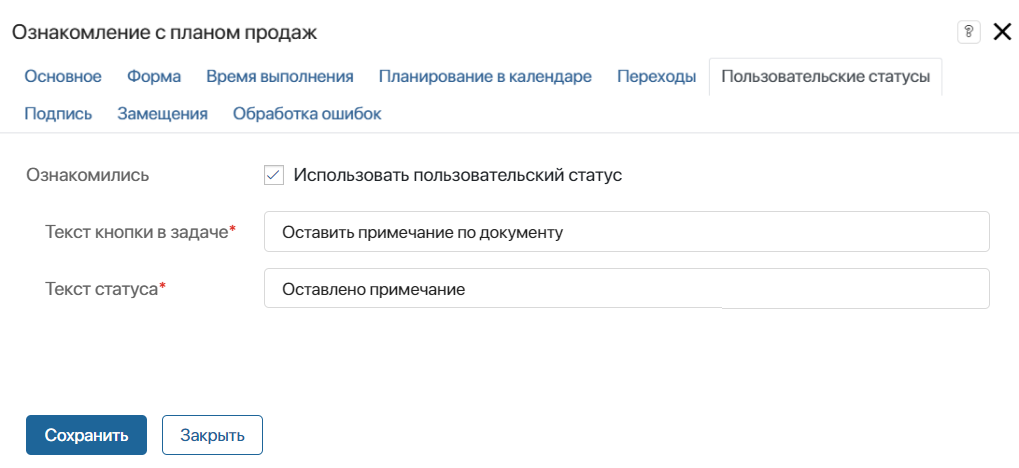 Ознакомление с планом продаж ?
Основное Форма Время выполнения Планирование в календаре Переходы Пользовательские статусы
Подпись Замещения Обработка ошибок
Ознакомились Использовать пользовательский статус
Текст кнопки в задаче* Оставить примечание по документу
Текст статуса* Оставлено примечание
Сохранить Закрыть